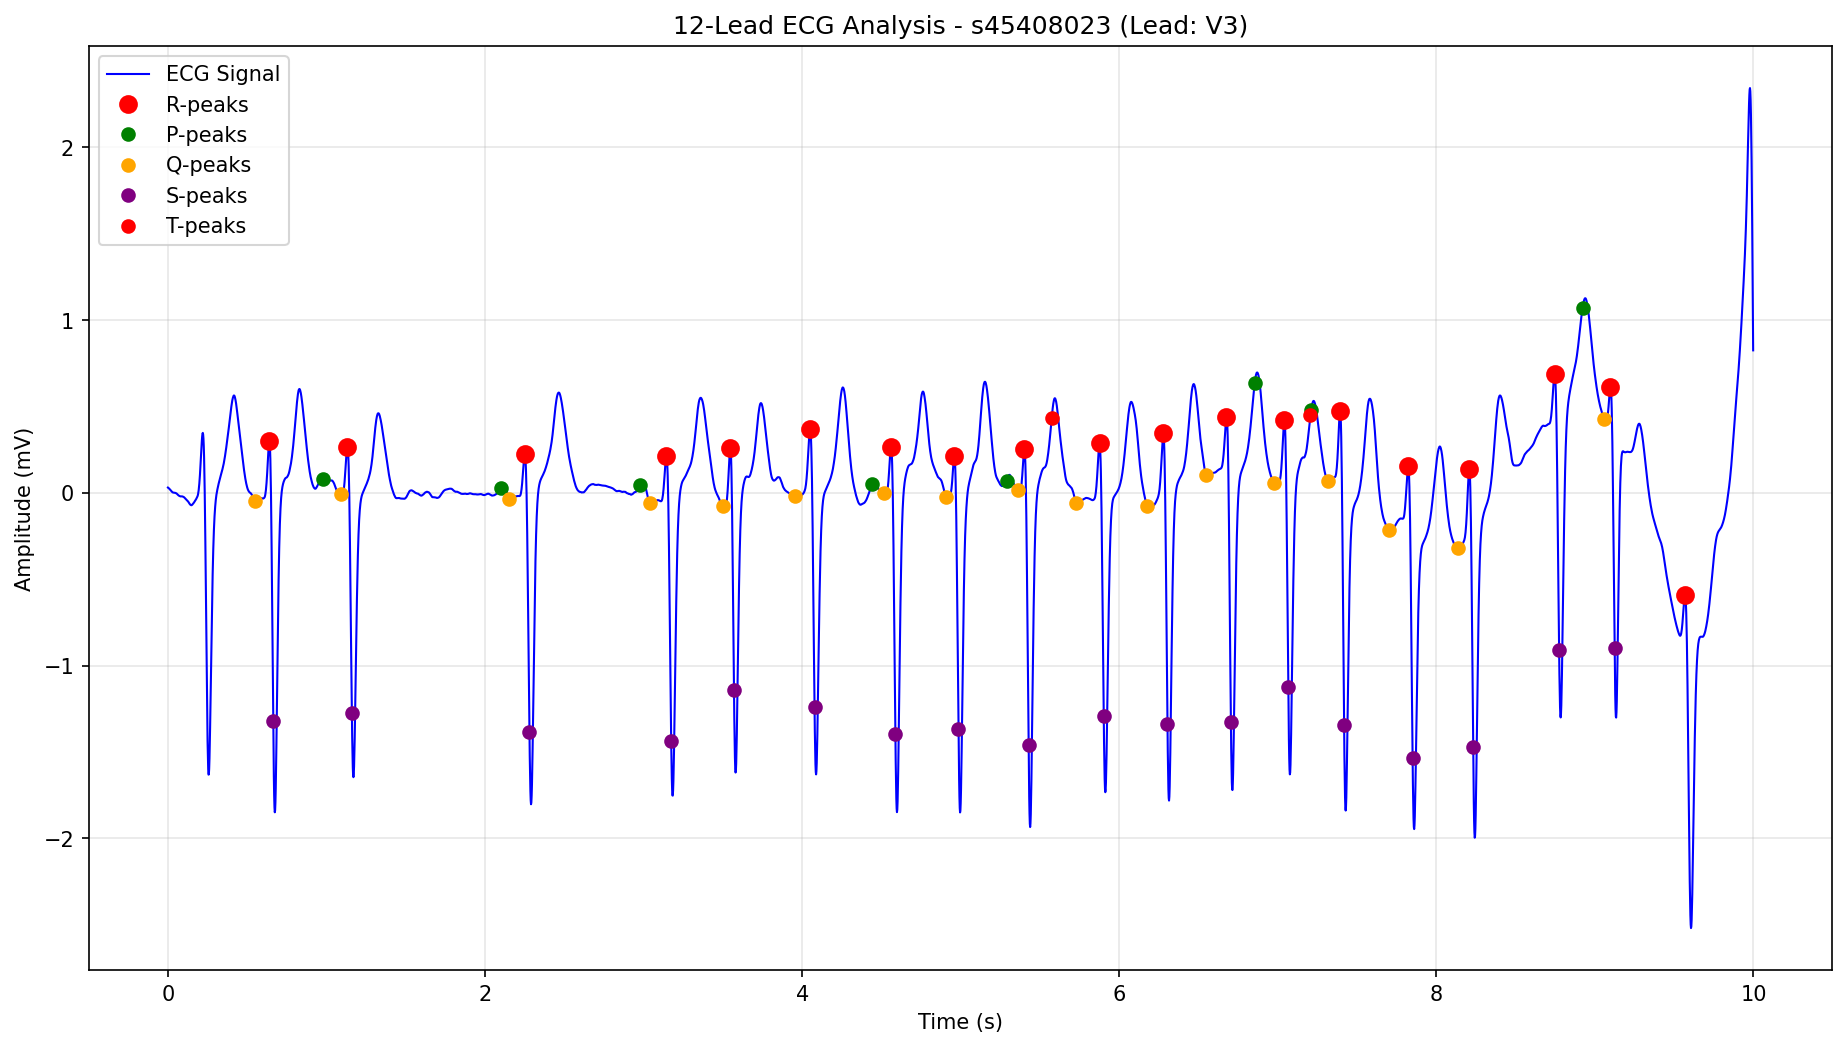 12-Lead ECG Analysis - s45408023 (Lead: V3)
ECG Signal
R-peaks
P-peaks
Q-peaks
S-peaks
T-peaks
Amplitude (mV)
2
1
0
−1
−2
0 2 4 6 8 10
Time (s)